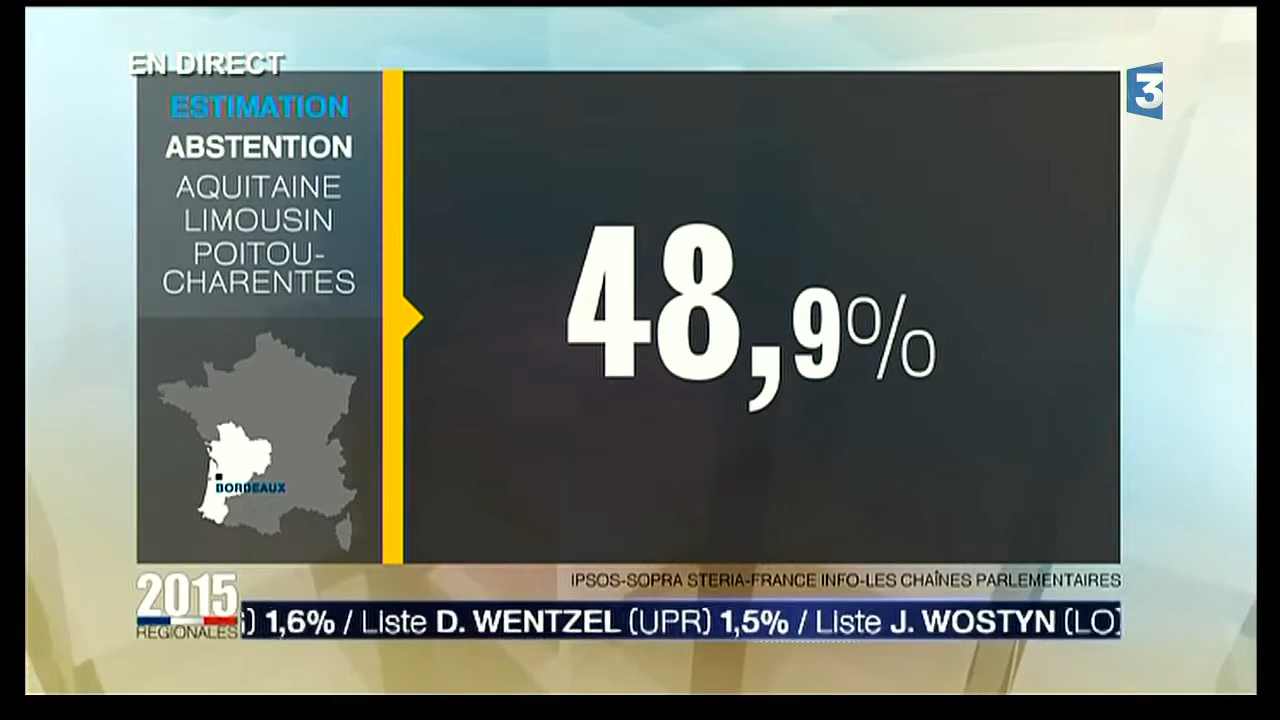 EN DIRECT
ESTIMATION
ABSTENTION
AQUITAINE
LIMOUSIN
POITOU-
CHARENTES
48,9%
3
BORDEAUX
IPSOS-SOPRA STERIA-FRANCE INFO-LES CHAÎNES PARLEMENTAIRES
2015
RÉGIONALES
) 1,6% / Liste D. WENTZEL (UPR) 1,5% / Liste J. WOSTYN (LO)